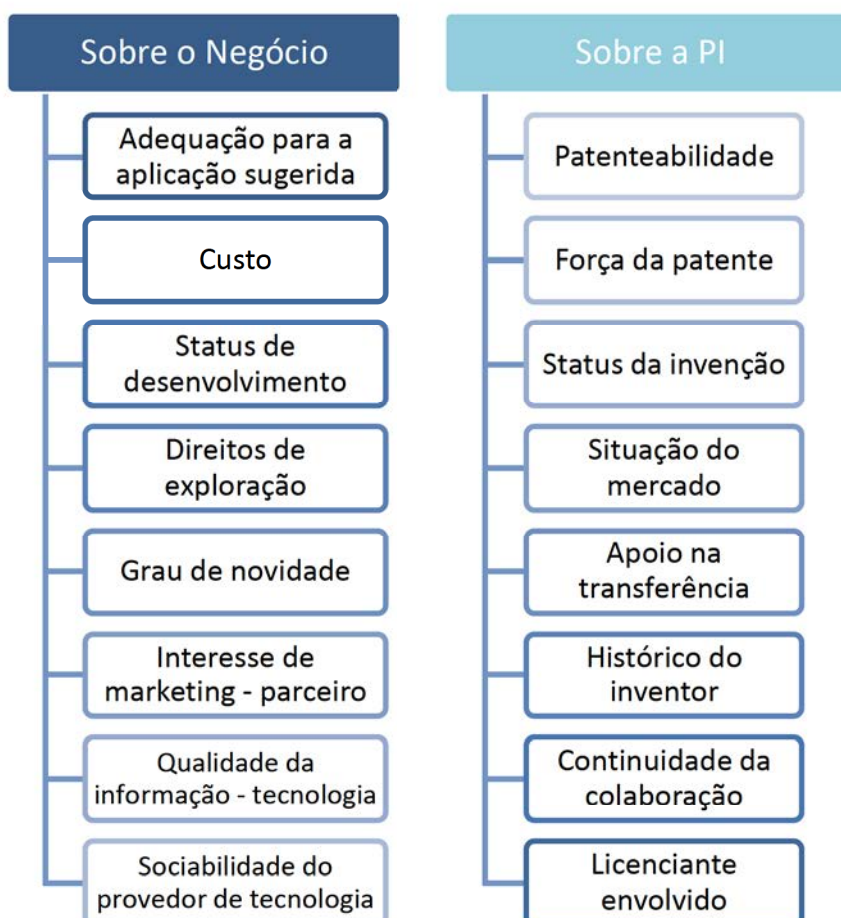 Sobre o Negócio
Adequação para a
aplicação sugerida
Custo
Status de
desenvolvimento
Direitos de
exploração
Grau de novidade
Interesse de
marketing - parceiro
Qualidade da
informação - tecnologia
Sociabilidade do
provedor de tecnologia
Sobre a PI
Patenteabilidade
Força da patente
Status da invenção
Situação do
mercado
Apoio na
transferência
Histórico do
inventor
Continuidade da
colaboração
Licenciante
envolvido